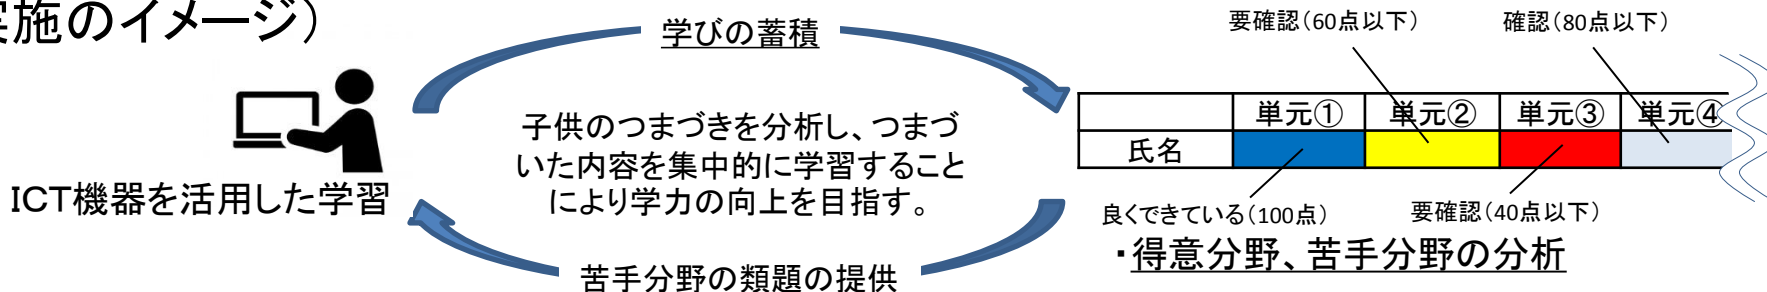 実施のイメージ）
学びの蓄積
要確認（60点以下）
確認（80点以下）
子供のつまづきを分析し、つまづ
いた内容を集中的に学習すること
により学力の向上を目指す。
ICT機器を活用した学習
単元① 単元② 単元③ 単元④
氏名
良くできている（100点）
要確認（40点以下）
・得意分野、苦手分野の分析
苦手分野の類題の提供